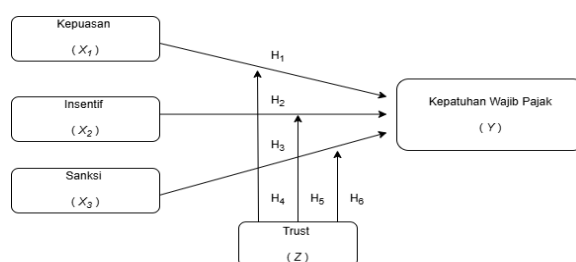 Kepuasan
( X1 )
H1
Insentif
( X2 )
H2
Kepatuhan Wajib Pajak
( Y )
H3
Sanksi
( X3 )
H4
H5
H6
Trust
( Z )